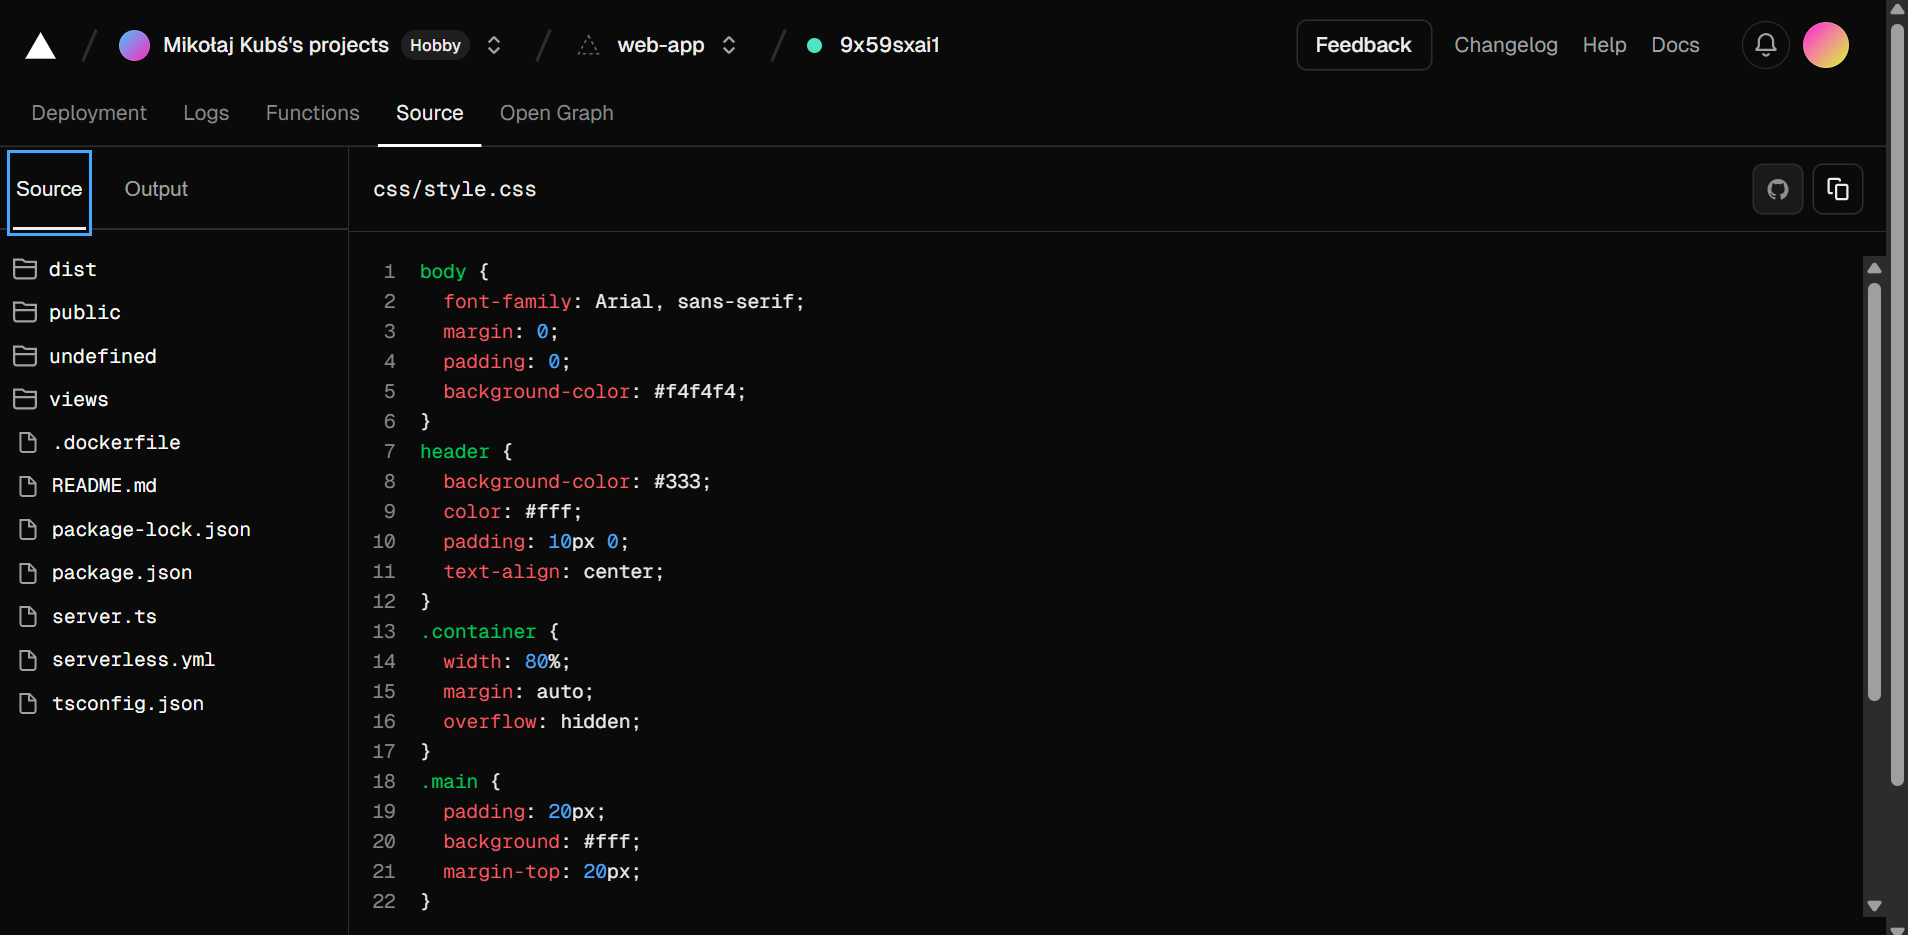 Mikołaj Kubś's projects Hobby web-app 9x59sxai1 Feedback Changelog Help Docs
Deployment Logs Functions Source Open Graph
Source Output
css/style.css
dist
public
undefined
views
.dockerfile
README.md
package-lock.json
package.json
server.ts
serverless.yml
tsconfig.json
1 body {
2 font-family: Arial, sans-serif;
3 margin: 0;
4 padding: 0;
5 background-color: #f4f4f4;
6 }
7 header {
8 background-color: #333;
9 color: #fff;
10 padding: 10px 0;
11 text-align: center;
12 }
13 .container {
14 width: 80%;
15 margin: auto;
16 overflow: hidden;
17 }
18 .main {
19 padding: 20px;
20 background: #fff;
21 margin-top: 20px;
22 }